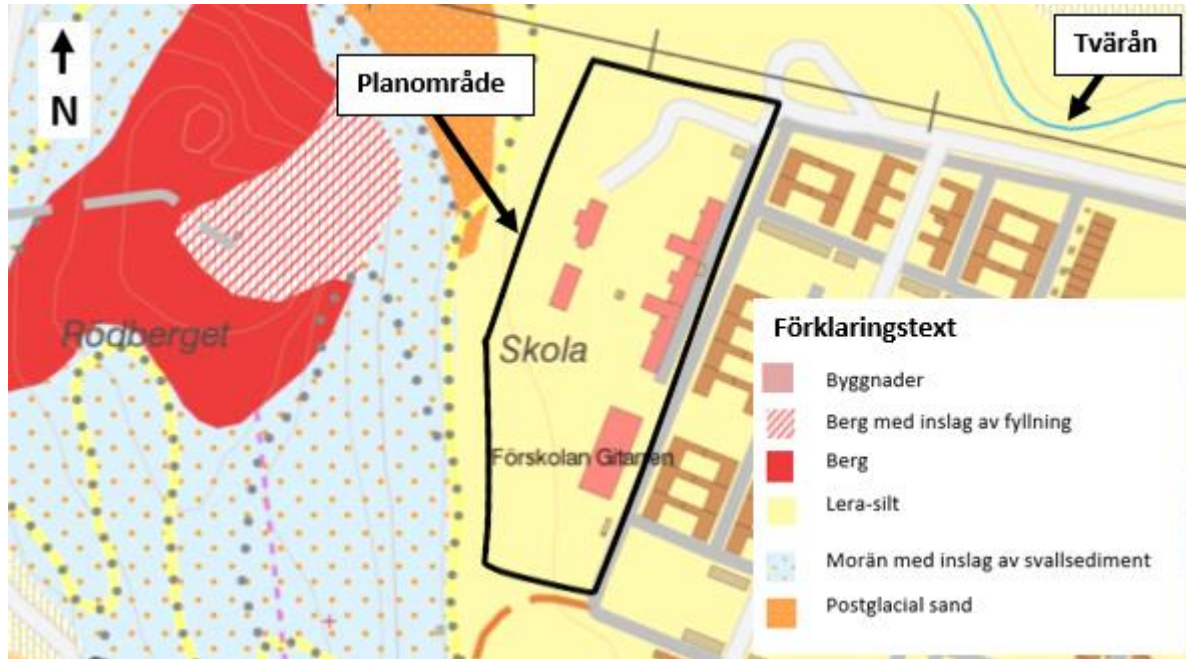 N
Planområde
Tvärån
Rödberget
Skola
Förskolan Gitarren
Förklaringstext
Byggnader
Berg med inslag av fyllning
Berg
Lera-silt
Morän med inslag av svallsediment
Postglacial sand